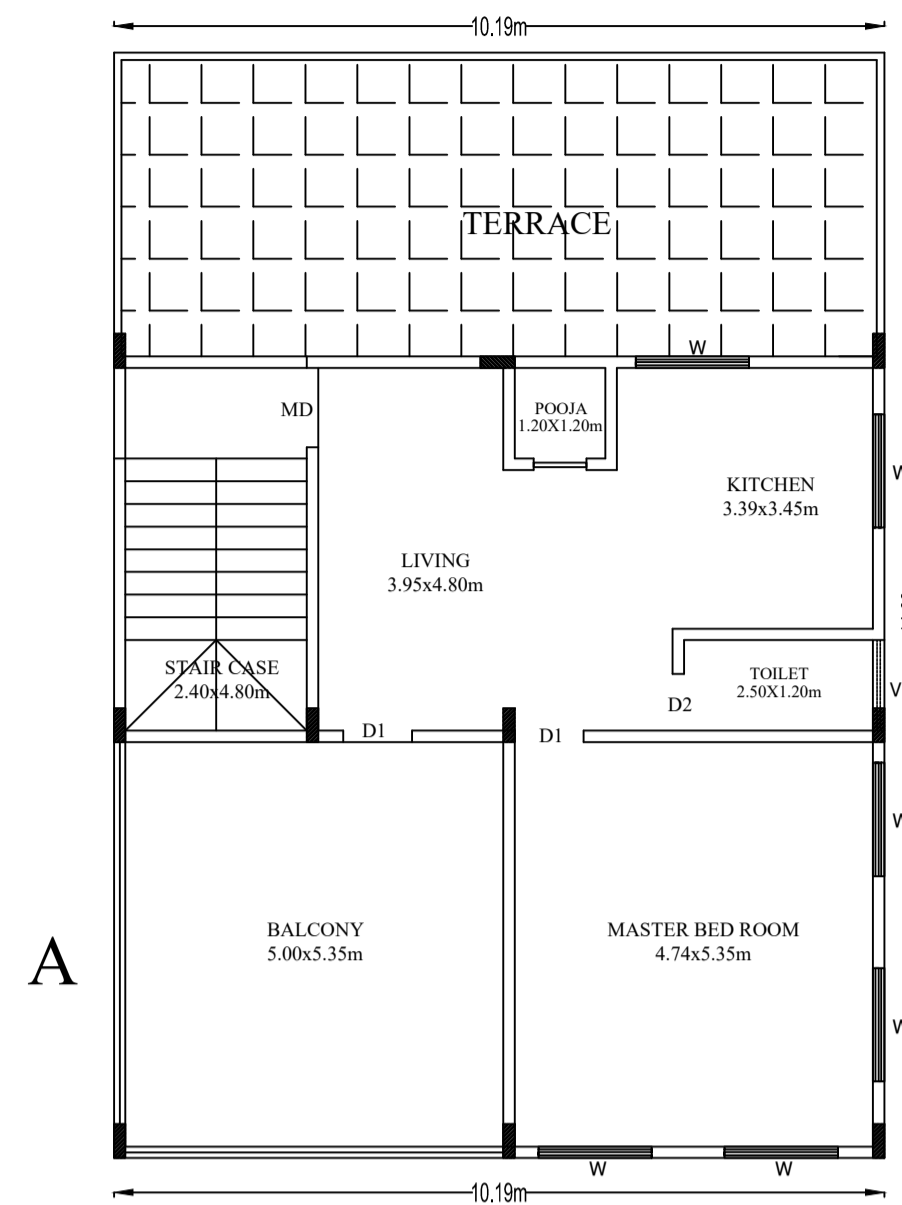 10.19m
TERRACE
W
MD
POOJA
1.20X1.20m
W
KITCHEN
3.39x3.45m
LIVING
3.95x4.80m
STAIR CASE
2.40x4.80m
TOILET
2.50X1.20m
V
D2
D1
D1
W
BALCONY
5.00x5.35m
MASTER BED ROOM
4.74x5.35m
A
W
W
W
10.19m